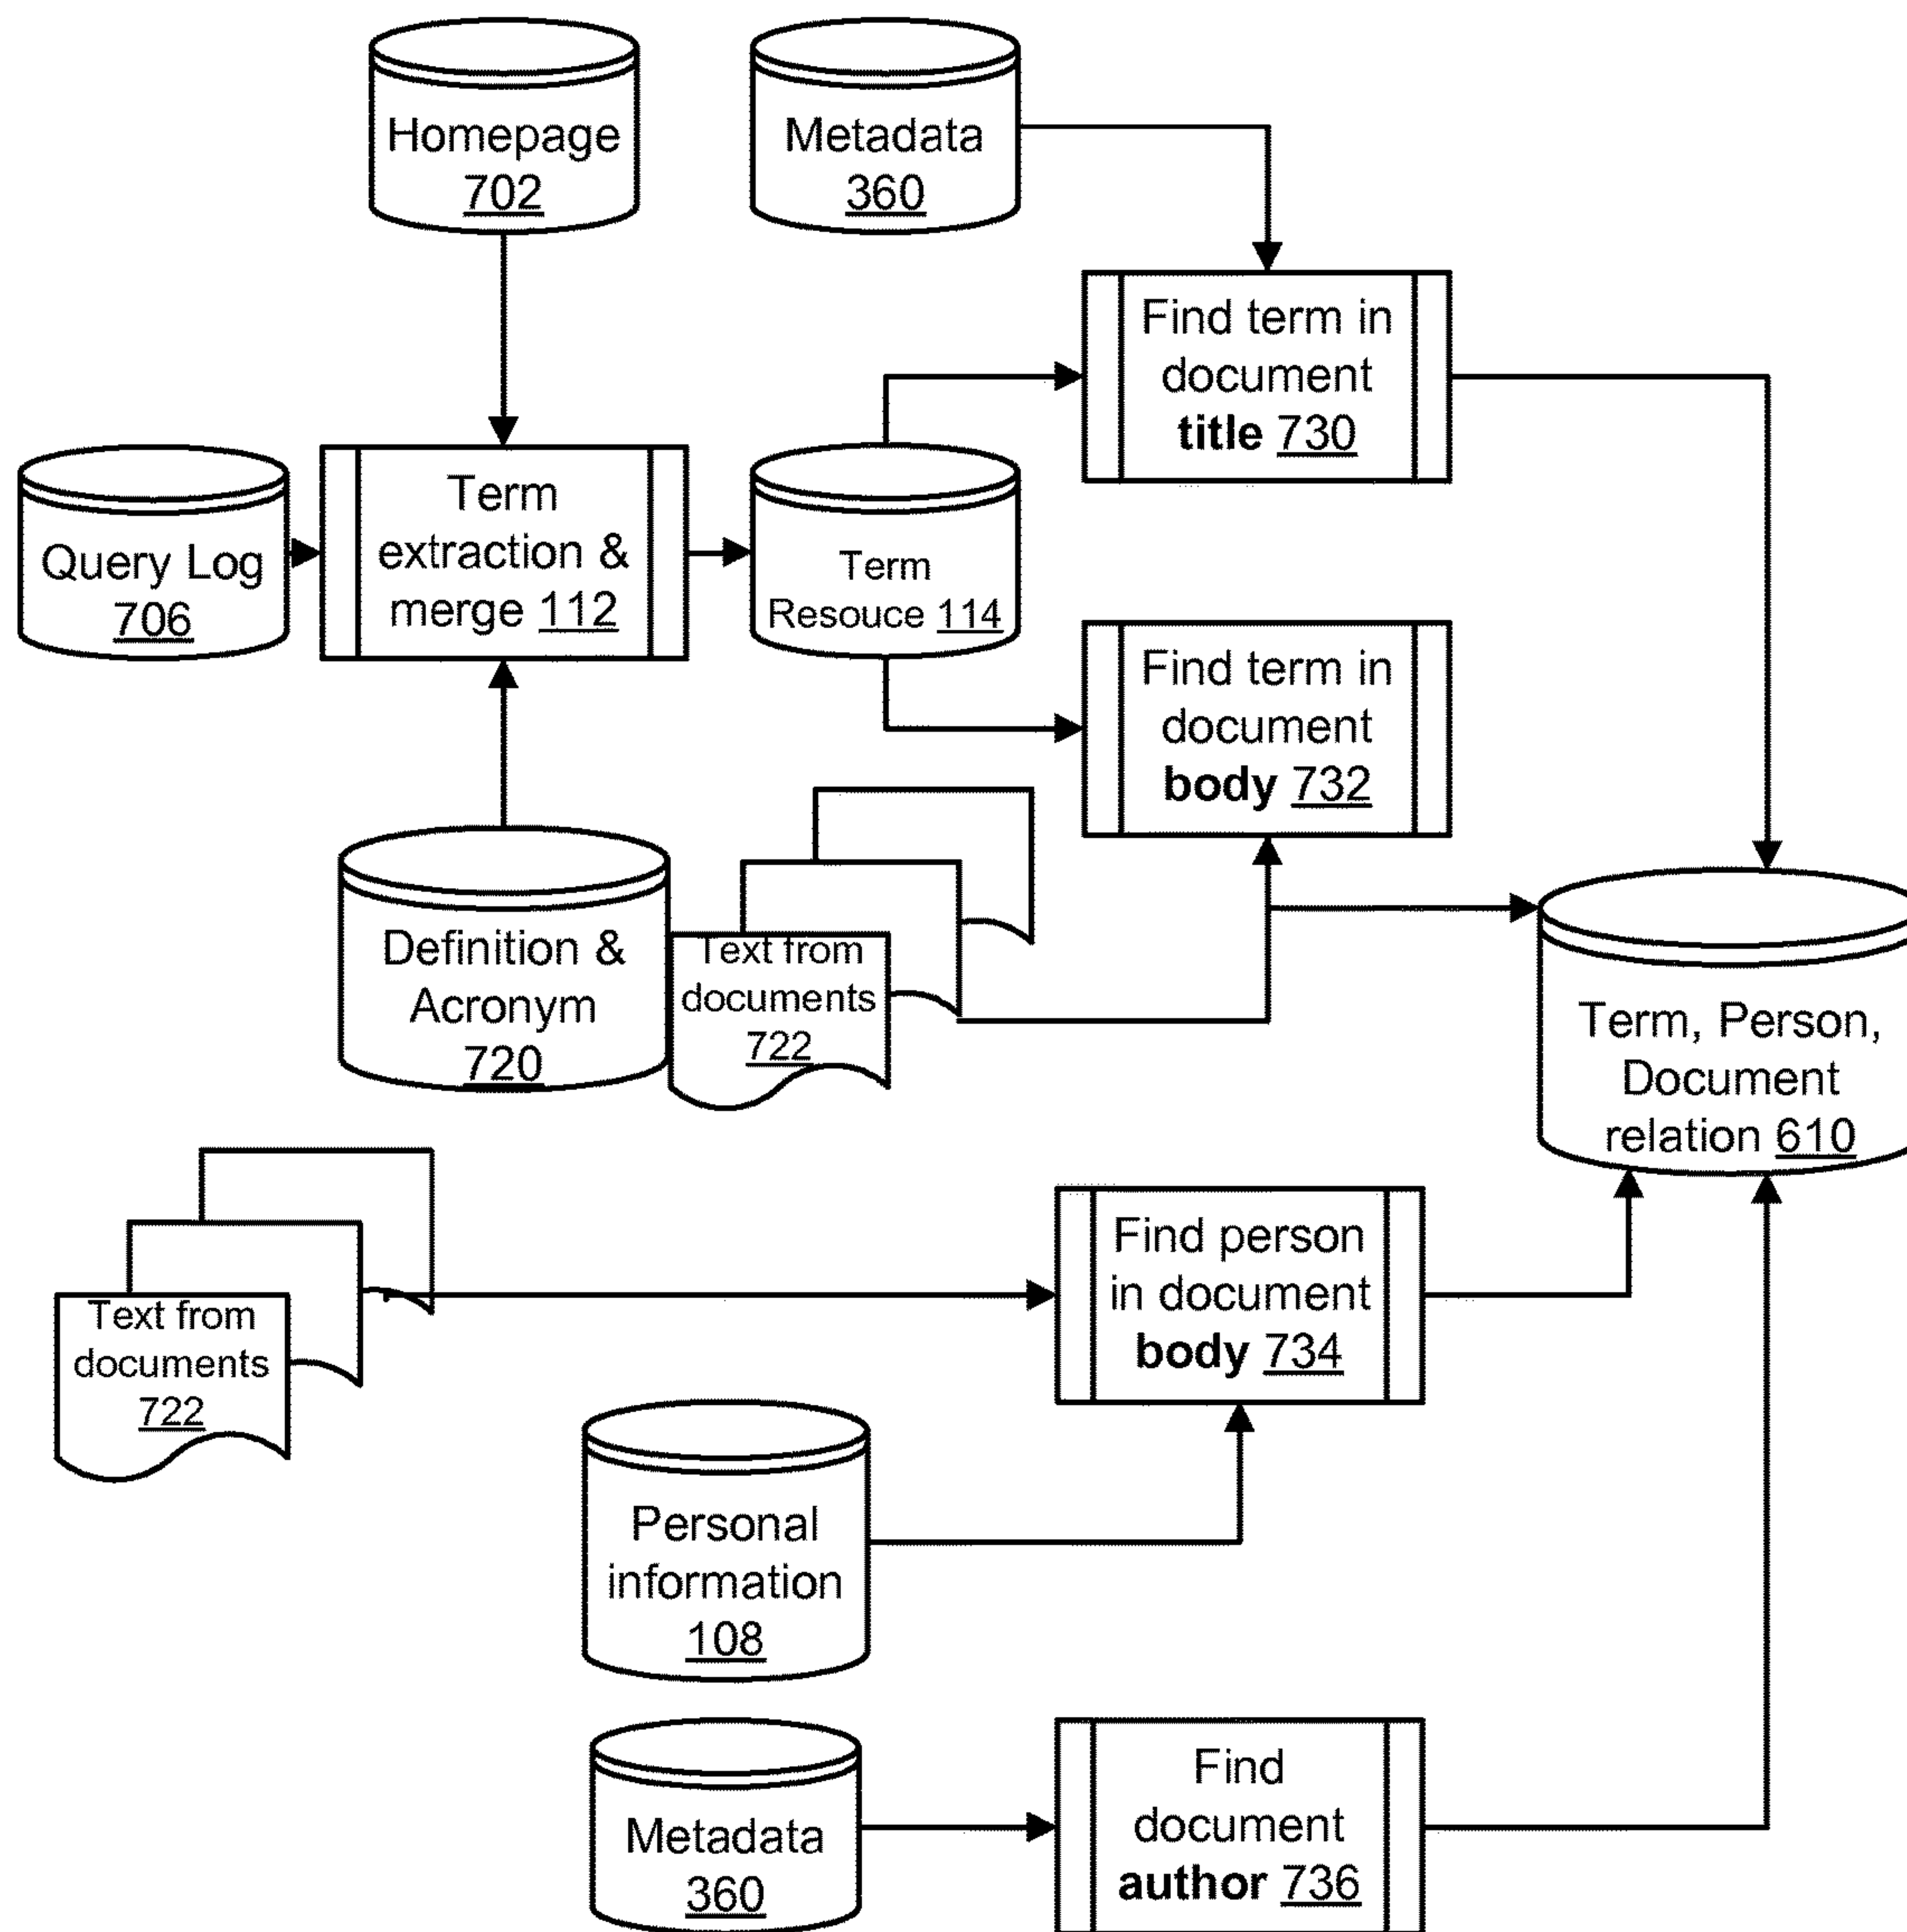 Homepage
702
Metadata
360
Find term in
document
title 730
Query Log
706
Term
extraction &
merge 112
Term
Resouce 114
Find term in
document
body 732
Definition &
Acronym
720
Text from
documents
722
Term, Person,
Document
relation 610
Text from
documents
722
Find person
in document
body 734
Personal
information
108
Metadata
360
Find
document
author 736